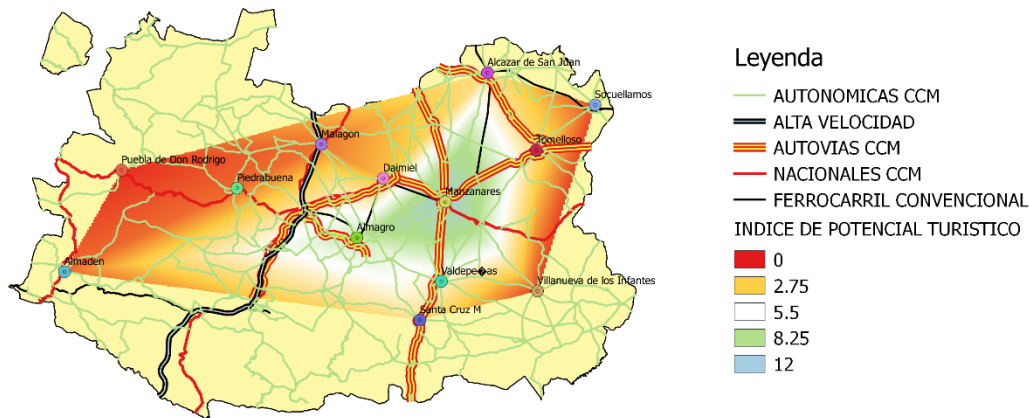 Alcazar de San Juan
Socuellamos
Malagon
Tomelloso
Puebla de Don Rodrigo
Daimiel
Piedrabuena
Manzanares
Almagro
Almaden
Valdepe�as
Villanueva de los Infantes
Santa Cruz M
Leyenda
AUTONOMICAS CCM
ALTA VELOCIDAD
AUTOVIAS CCM
NACIONALES CCM
FERROCARRIL CONVENCIONAL
INDICE DE POTENCIAL TURISTICO
0
2.75
5.5
8.25
12